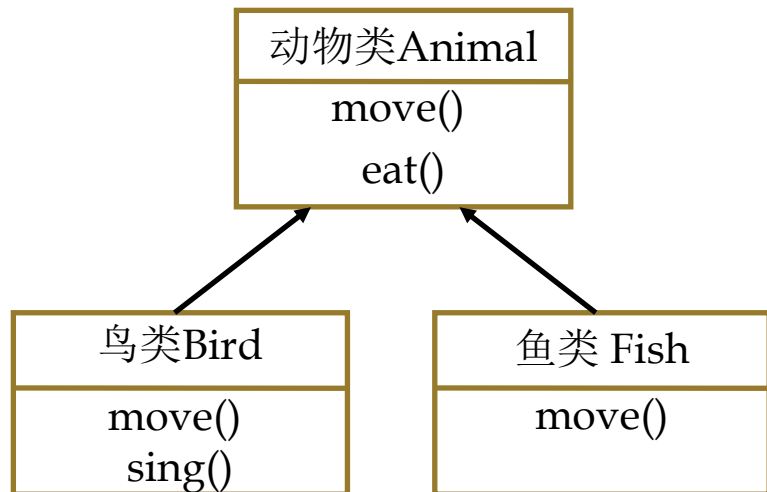 动物类Animal
move()
eat()
鸟类Bird
move()
sing()
鱼类 Fish
move()